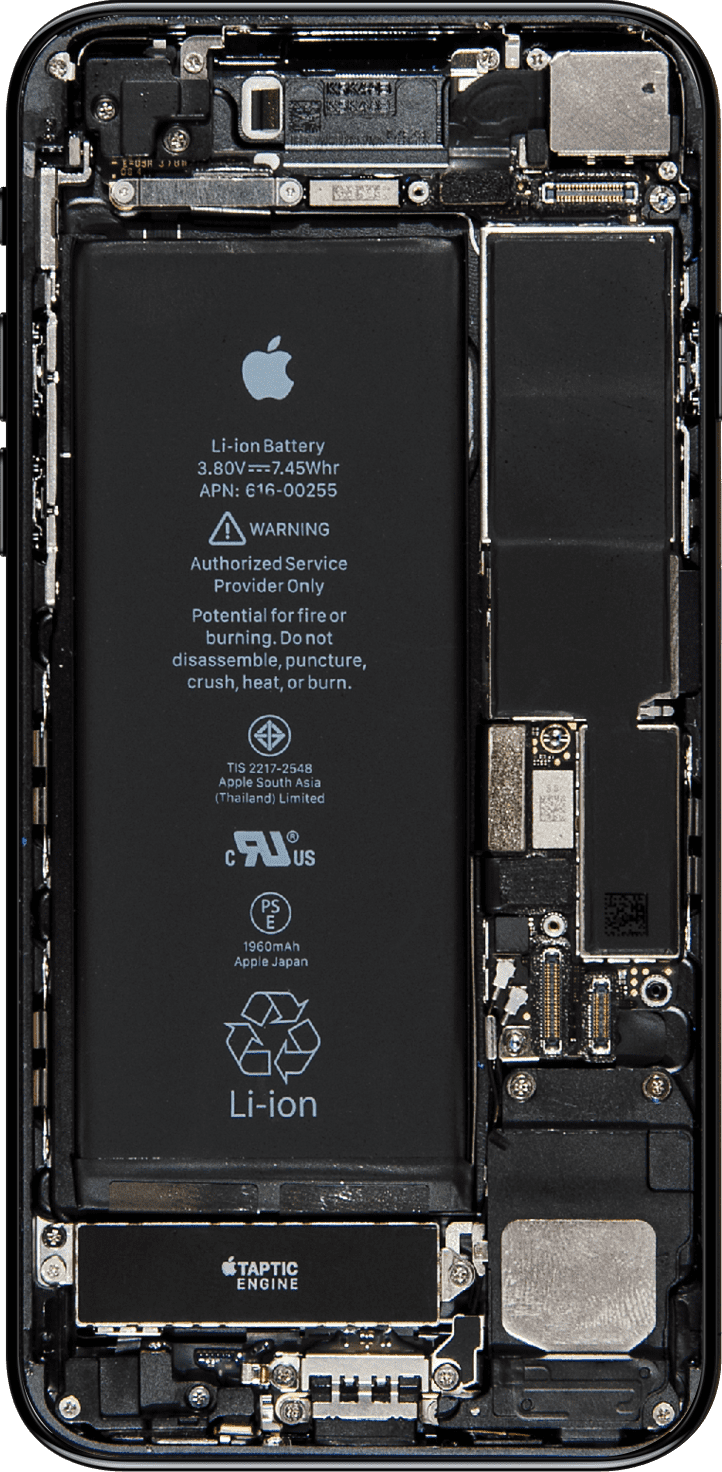 Li-ion Battery
3.80V⎓7.45Whr
APN: 616-00255
WARNING
Authorized Service
Provider Only
Potential for fire or
burning. Do not
disassemble, puncture,
crush, heat, or burn.
TIS 2217-2548
Apple South Asia
(Thailand) Limited
C RU ® US
PS
E
1960mAh
Apple Japan
Li-ion
TAPTIC
ENGINE